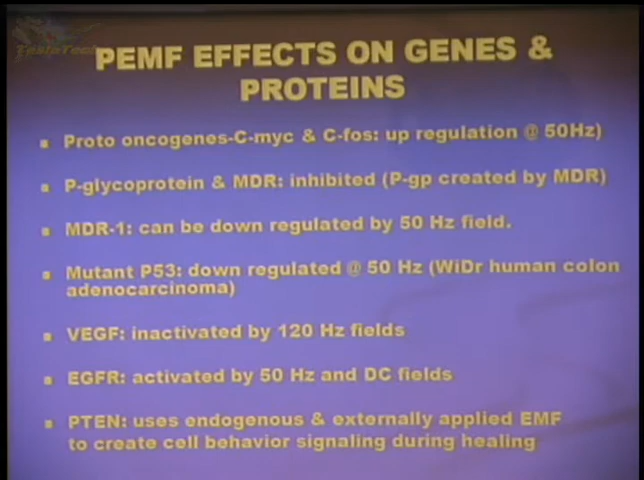 TeslaTech
PEMF EFFECTS ON GENES &
PROTEINS
Proto oncogenes-C-myc & C-fos: up regulation @ 50Hz)
P-glycoprotein & MDR: inhibited (P-gp created by MDR)
MDR-1: can be down regulated by 50 Hz field.
Mutant P53: down regulated @ 50 Hz (WiDr human colon
adenocarcinoma)
VEGF: inactivated by 120 Hz fields
EGFR: activated by 50 Hz and DC fields
PTEN: uses endogenous & externally applied EMF
to create cell behavior signaling during healing